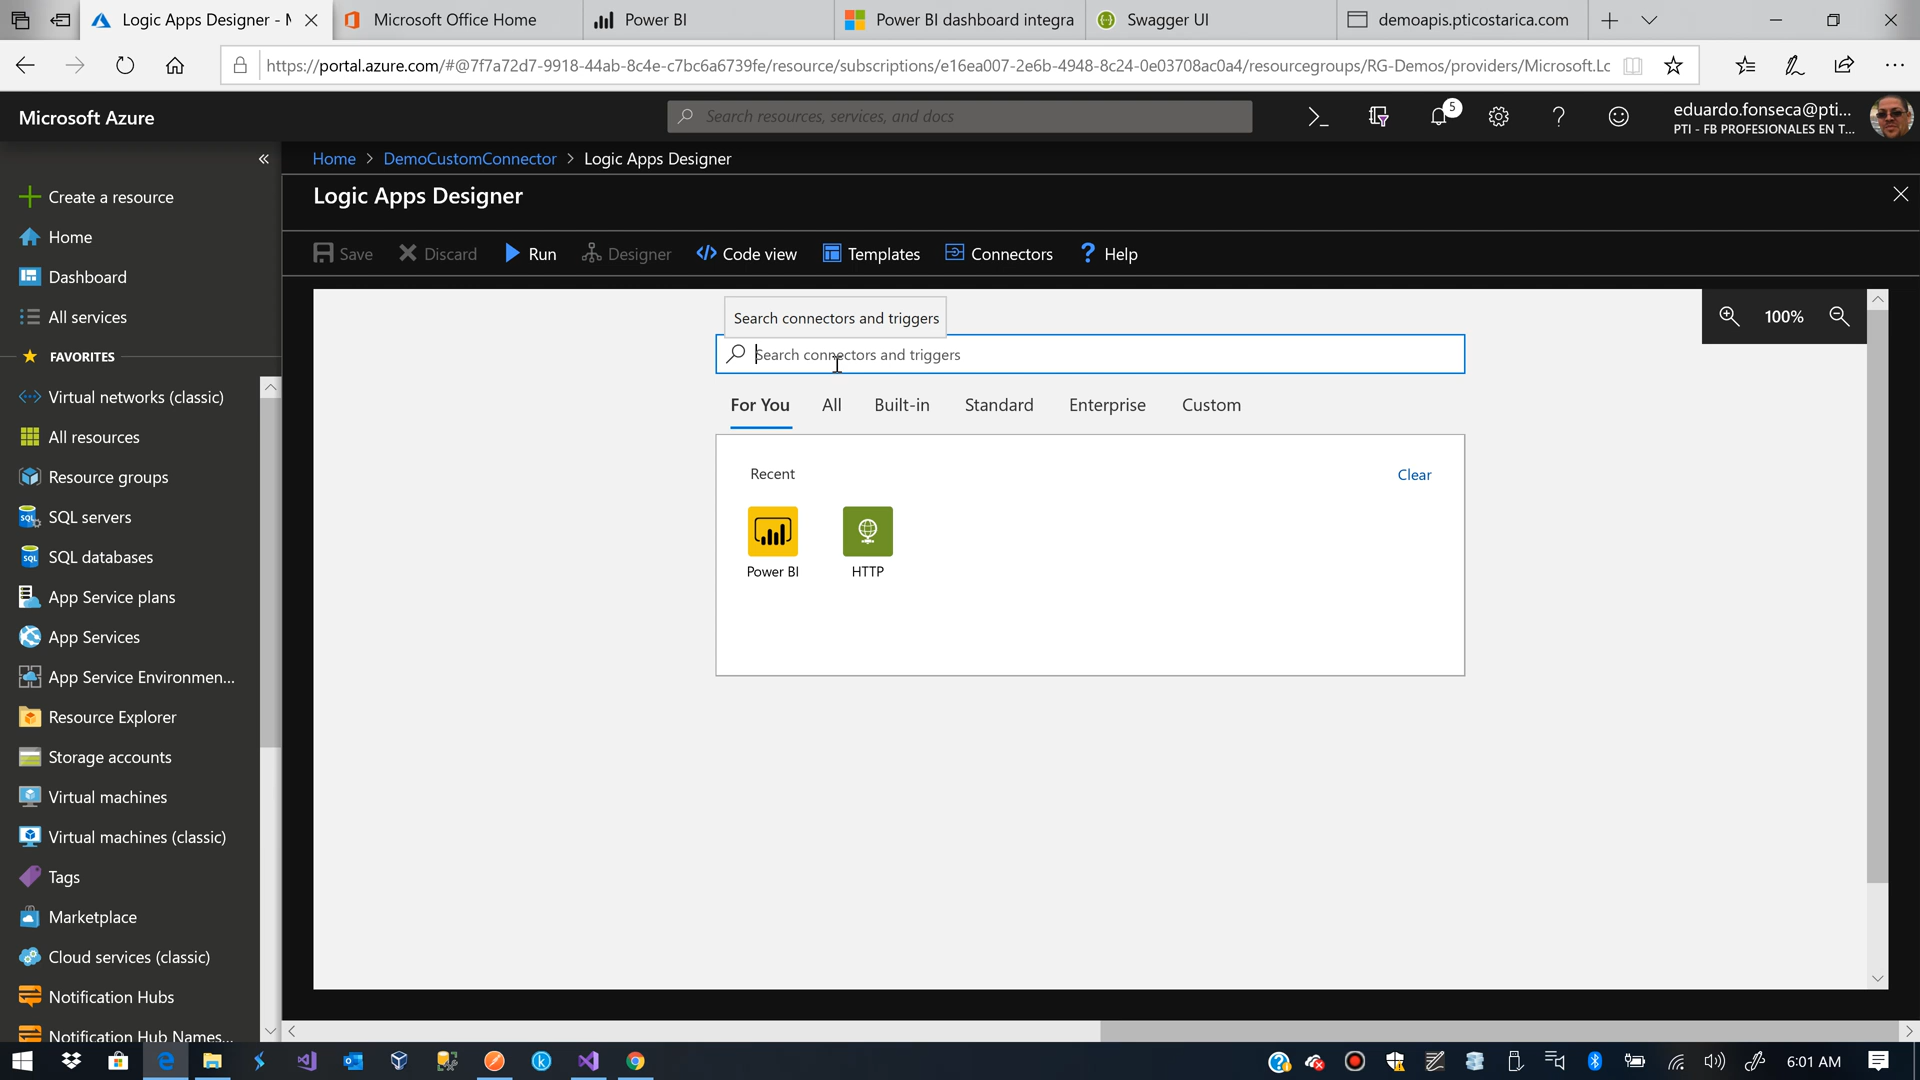 Logic Apps Designer - M
Microsoft Office Home
Power BI
Power BI dashboard integra
Swagger UI
demoapis.pticostarica.com
https://portal.azure.com/#@7f7a72d7-9918-44ab-8c4e-c7bc6a6739fe/resource/subscriptions/e16ea007-2e6b-4948-8c24-0e03708ac0a4/resourcegroups/RG-Demos/providers/Microsoft.Lo
Microsoft Azure
Search resources, services, and docs
5
eduardo.fonseca@pti...
PTI - FB PROFESIONALES EN T...
Home > DemoCustomConnector > Logic Apps Designer
Logic Apps Designer
Save
Discard
Run
Designer
Code view
Templates
Connectors
Help
Create a resource
Home
Dashboard
All services
FAVORITES
Virtual networks (classic)
All resources
Resource groups
SQL servers
SQL databases
App Service plans
App Services
App Service Environmen...
Resource Explorer
Storage accounts
Virtual machines
Virtual machines (classic)
Tags
Marketplace
Cloud services (classic)
Notification Hubs
Notification Hub Names...
Search connectors and triggers
Search connectors and triggers
100%
For You
All
Built-in
Standard
Enterprise
Custom
Recent
Clear
Power BI
HTTP
6:01 AM